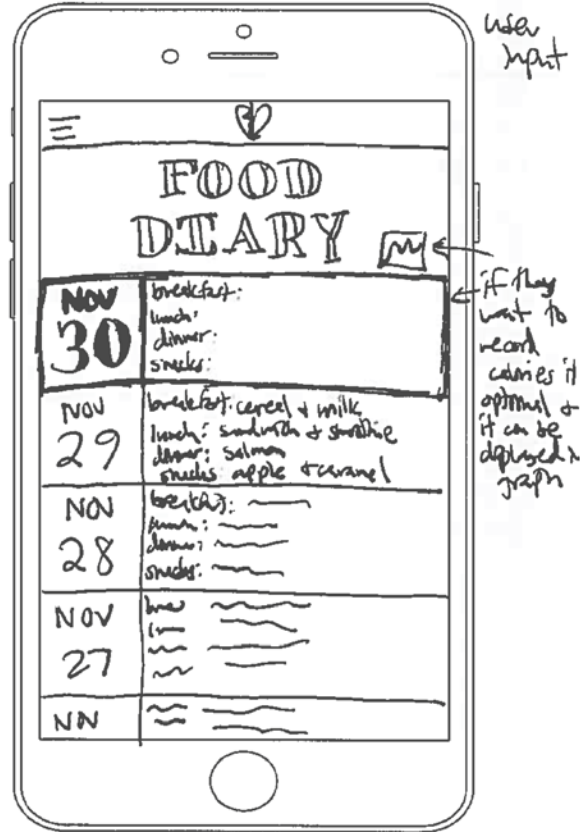 user
input
FOOD
DIARY
NOV
30
breakfast:
lunch:
dinner:
snacks:
if they
want to
record
calories it
optional +
it can be
displayed in
graph
NOV
29
breakfast: cereal + milk
lunch: sandwich + smoothie
dinner: salmon
snacks: apple + caramel
NOV
28
breakfast:
lunch:
dinner:
snacks:
NOV
27